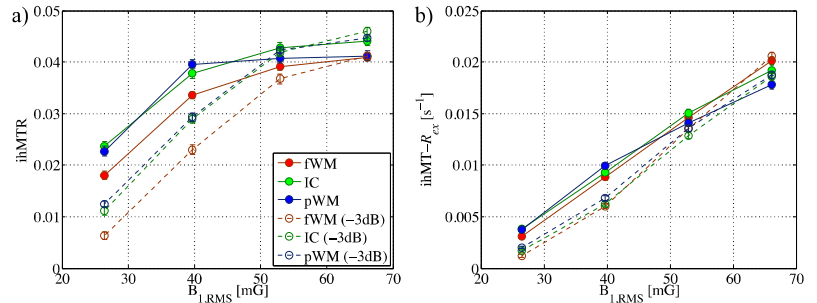 a)
0.05
0.04
0.03
0.02
0.01
0
ihMTR
20 30 40 50 60 70
B1,RMS [mG]
fWM
IC
pWM
fWM (−3dB)
IC (−3dB)
pWM (−3dB)
b)
0.025
0.02
0.015
0.01
0.005
0
ihMT−Rex [s−1]
20 30 40 50 60 70
B1,RMS [mG]